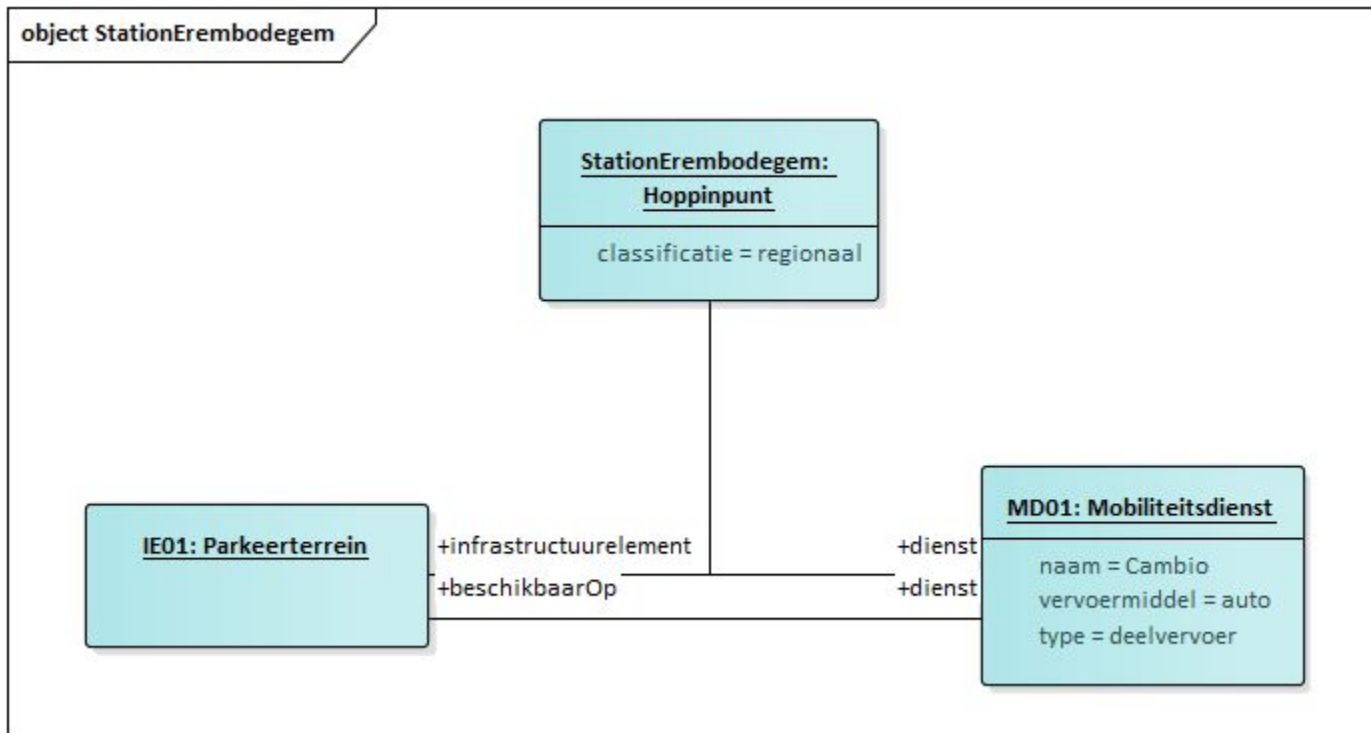 object StationErembodegem
StationErembodegem:
Hoppinpunt
classificatie = regionaal
IE01: Parkeerterrein
+infrastructuurelement
+dienst
+beschikbaarOp
+dienst
MD01: Mobiliteitsdienst
naam = Cambio
vervoermiddel = auto
type = deelvervoer